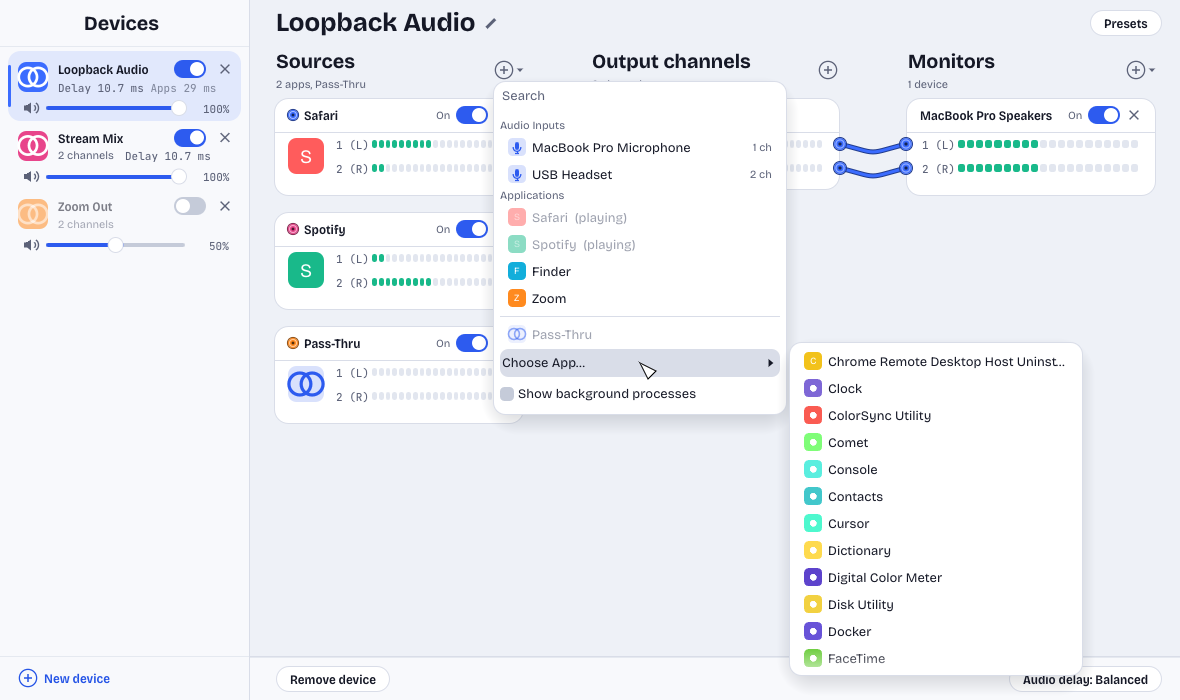 Devices
Loopback Audio
Delay 10.7 ms Apps 29 ms
100%
Stream Mix
2 channels Delay 10.7 ms
100%
Zoom Out
2 channels
50%
New device
Loopback Audio
Presets
Sources
2 apps, Pass-Thru
Output channels
Monitors
1 device
Safari On
S
1 (L)
2 (R)
Spotify On
S
1 (L)
2 (R)
Pass-Thru On
1 (L)
2 (R)
Search
Audio Inputs
MacBook Pro Microphone 1 ch
USB Headset 2 ch
Applications
S Safari (playing)
S Spotify (playing)
F Finder
Z Zoom
Pass-Thru
Choose App...
Show background processes
MacBook Pro Speakers On
1 (L)
2 (R)
C Chrome Remote Desktop Host Uninst...
Clock
ColorSync Utility
Comet
Console
Contacts
Cursor
Dictionary
Digital Color Meter
Disk Utility
Docker
FaceTime
Remove device
Audio delay: Balanced